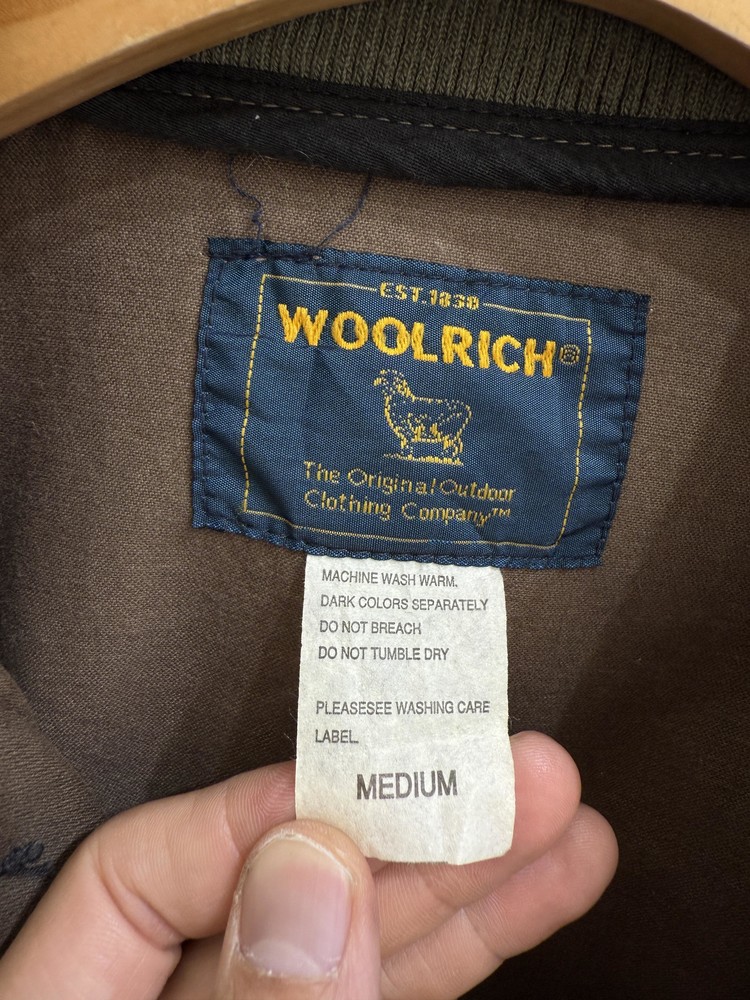 EST.1830
WOOLRICH®
The Original Outdoor
Clothing Company™
MACHINE WASH WARM.
DARK COLORS SEPARATELY
DO NOT BREACH
DO NOT TUMBLE DRY
PLEASESEE WASHING CARE
LABEL.
MEDIUM